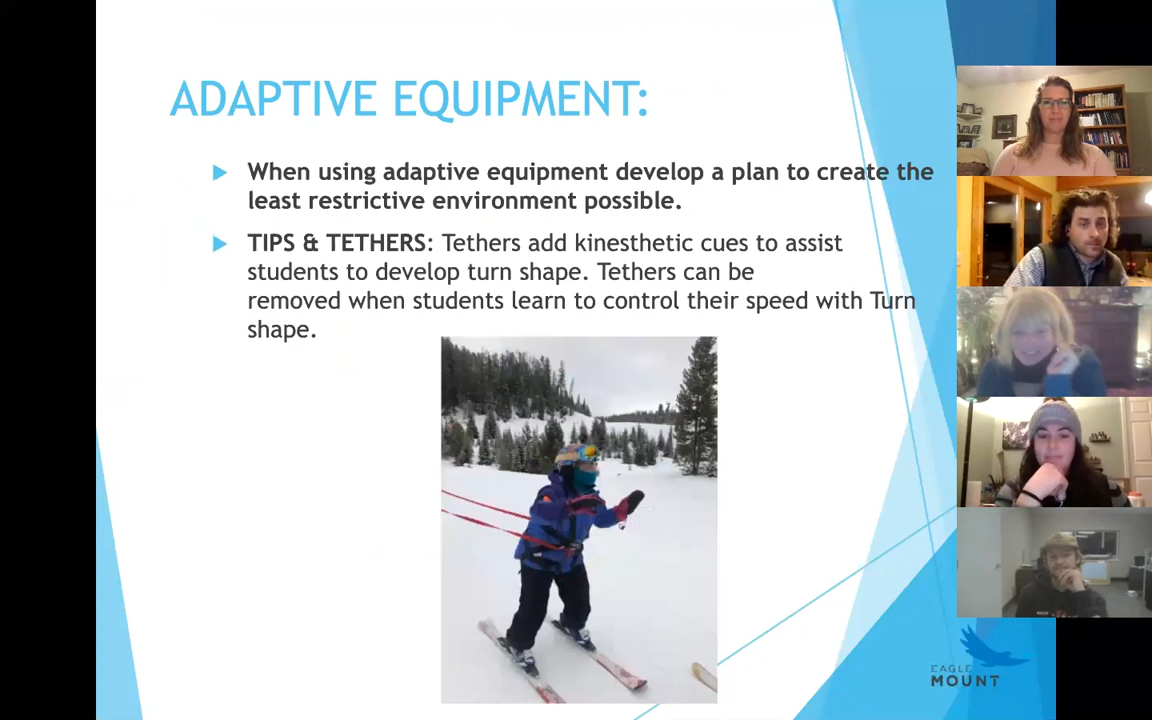 ADAPTIVE EQUIPMENT:
When using adaptive equipment develop a plan to create the
least restrictive environment possible.
TIPS & TETHERS: Tethers add kinesthetic cues to assist
students to develop turn shape. Tethers can be
removed when students learn to control their speed with Turn
shape.
EAGLE
MOUNT